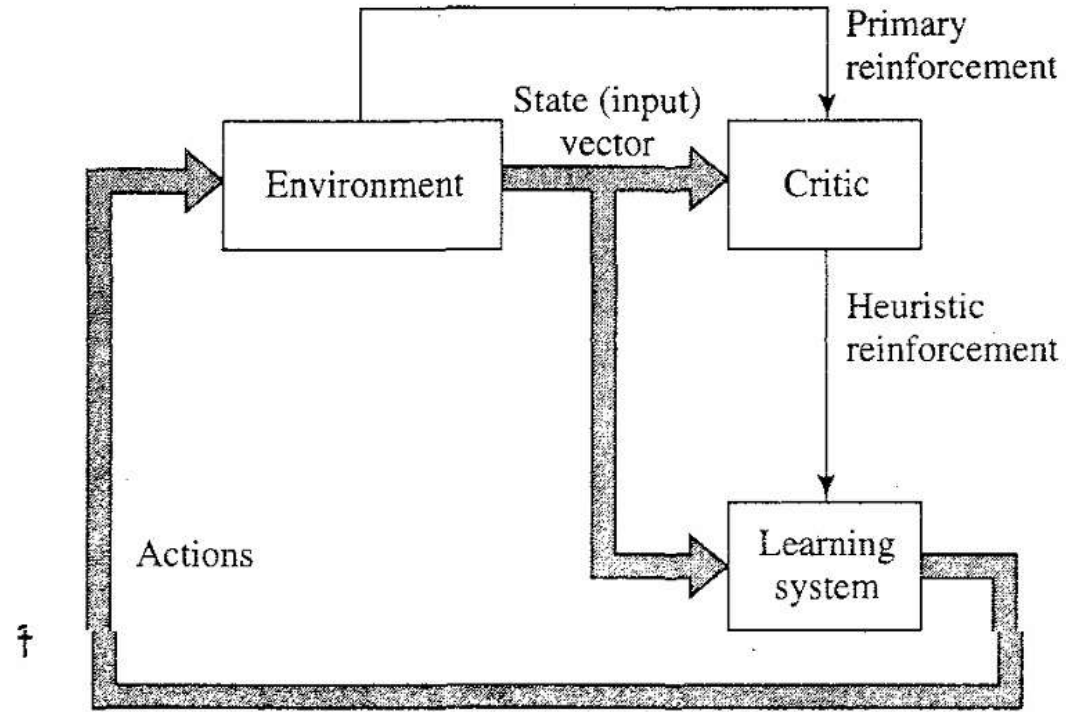 Primary
reinforcement
State (input)
vector
Environment
Critic
Heuristic
reinforcement
Actions
Learning
system